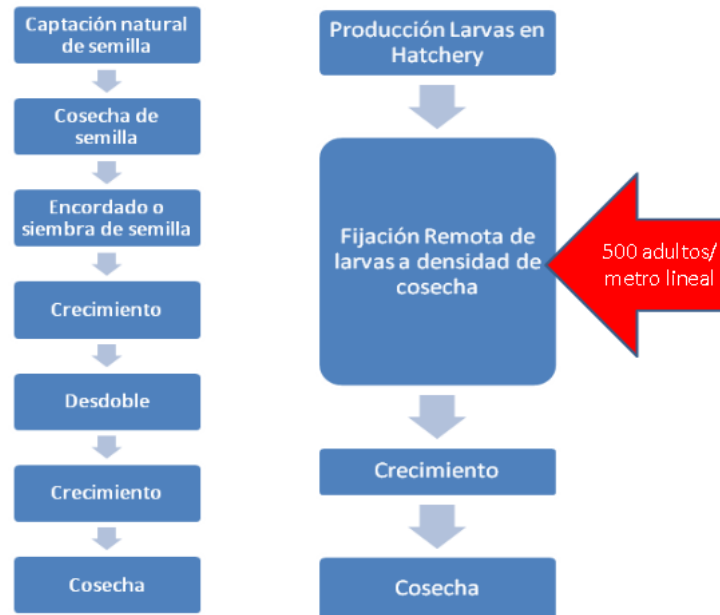 Captación natural
de semilla
Cosecha de
semilla
Encordado o
siembra de semilla
Crecimiento
Desdoble
Crecimiento
Cosecha
Producción Larvas en
Hatchery
Fijación Remota de
larvas a densidad de
cosecha
500 adultos/
metro lineal
Crecimiento
Cosecha